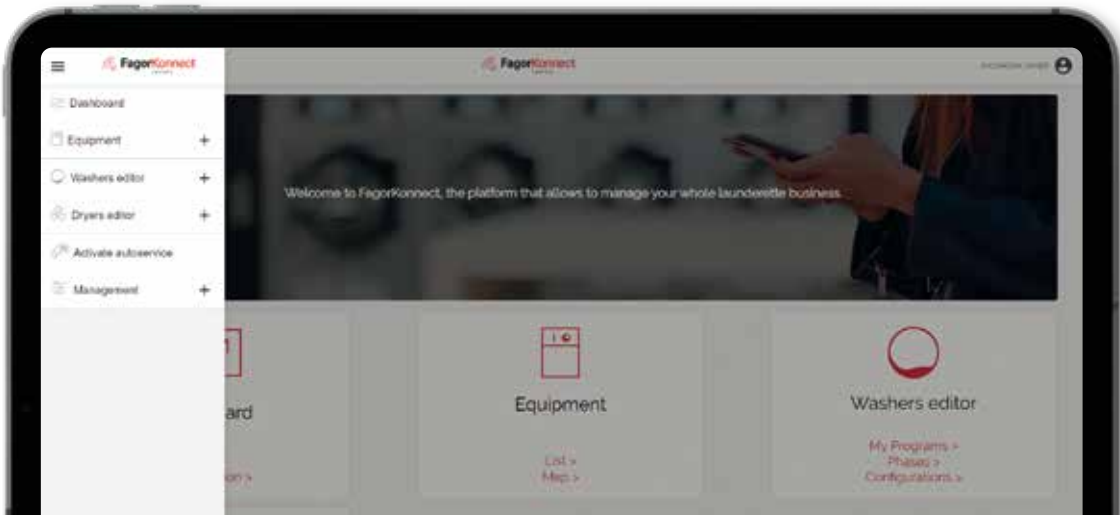 FagorKonnect
Dashboard
Equipment
Washers editor
Dryers editor
Activate autoservice
Management
FagorKonnect
Welcome to FagorKonnect, the platform that allows to manage your whole launderette business.
ard
on >
Equipment
List >
Map >
Washers editor
My Programs >
Phases >
Configurations >